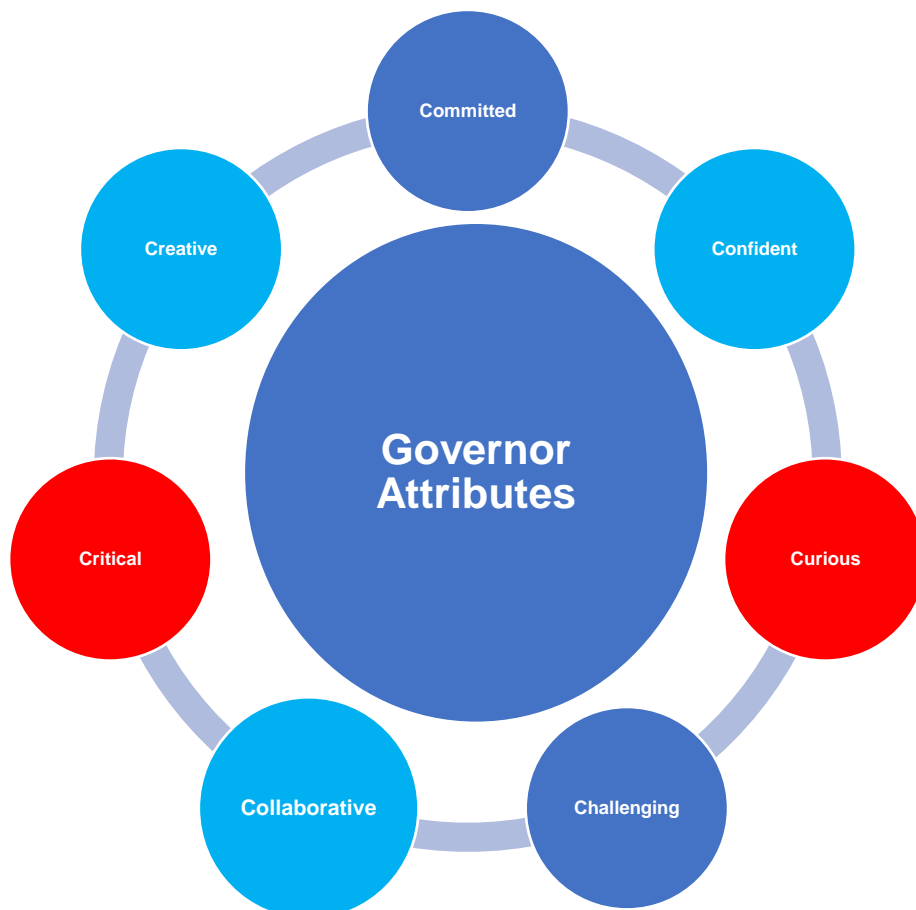 Committed
Confident
Creative
Governor
Attributes
Critical
Curious
Collaborative
Challenging